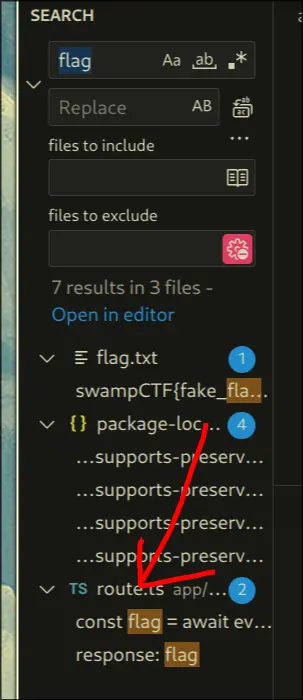 SEARCH
flag
Aa ab .*
Replace
AB
files to include
files to exclude
7 results in 3 files -
Open in editor
flag.txt 1
swampCTF{fake_fla...
{} package-loc... 4
...supports-preserv...
...supports-preserv...
...supports-preserv...
...supports-preserv...
TS route.ts app/... 2
const flag = await ev...
response: flag